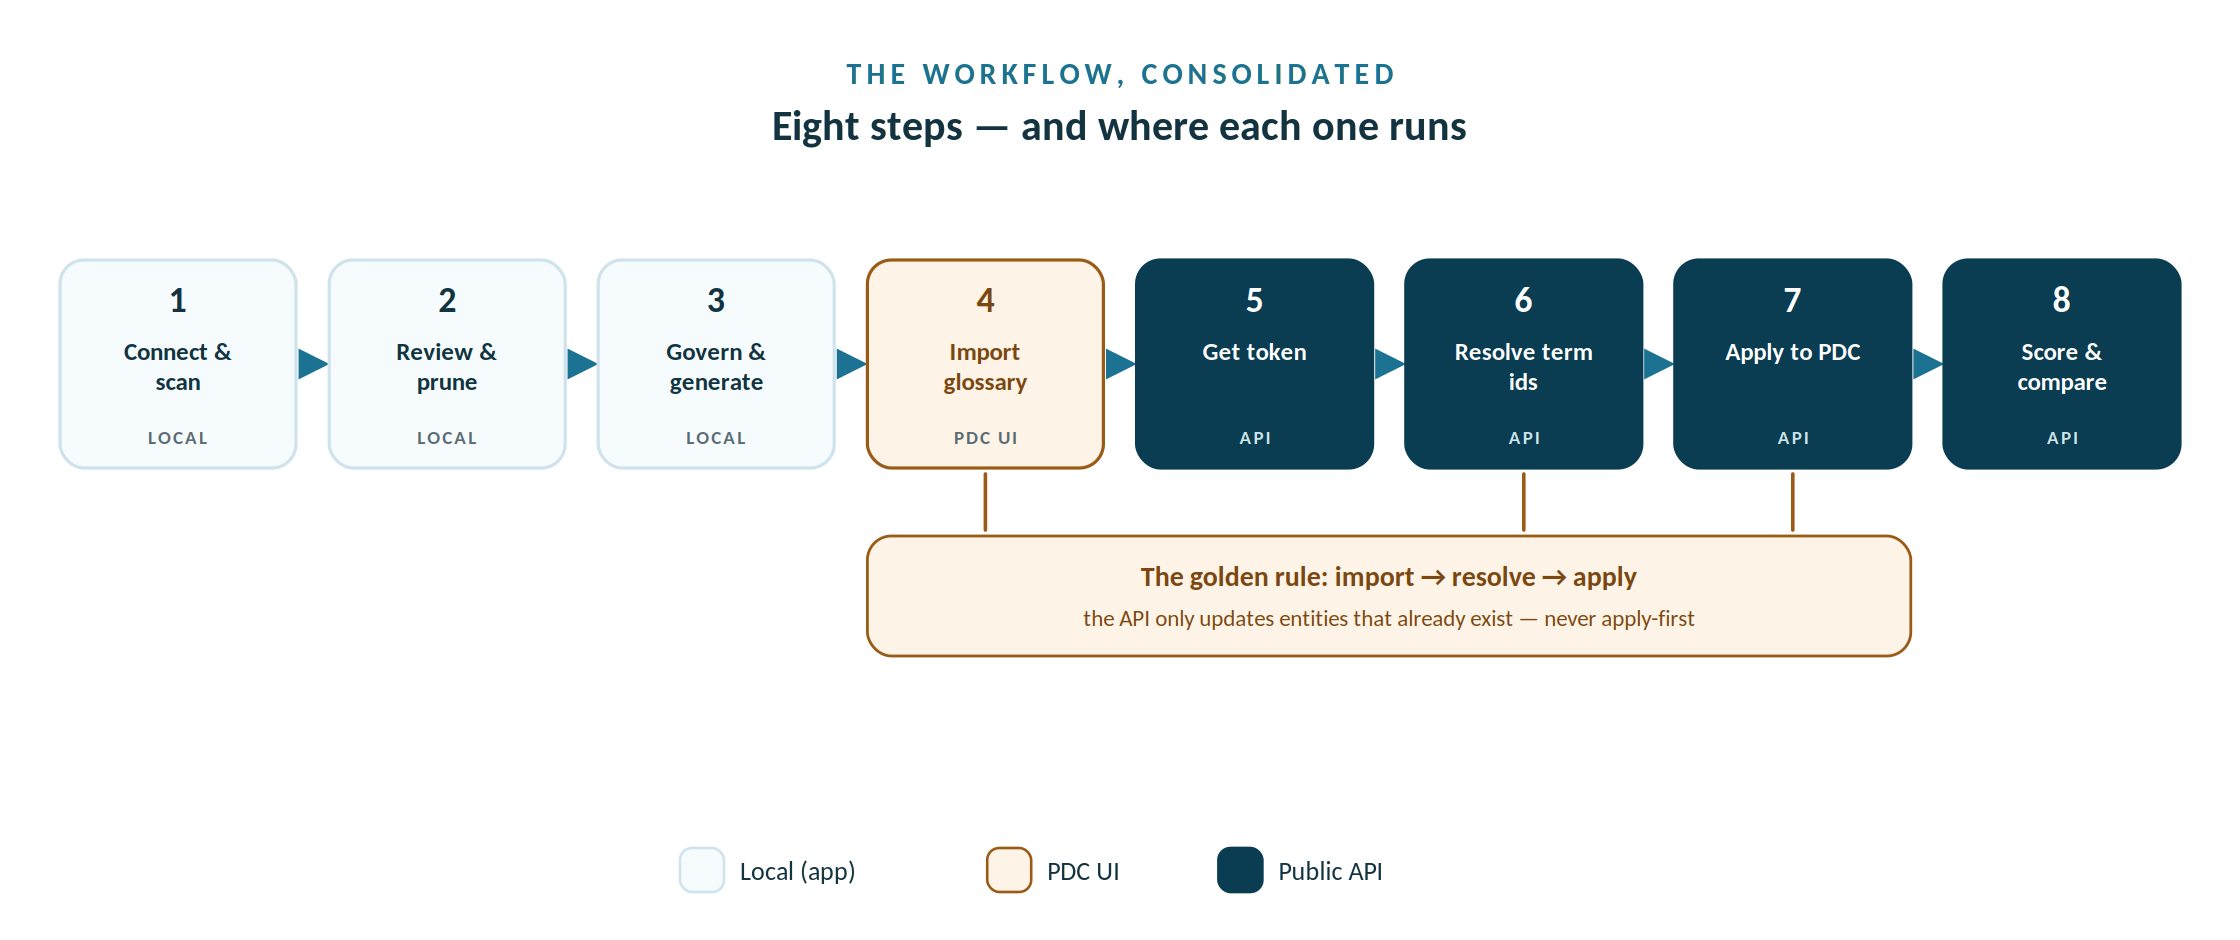 THE WORKFLOW, CONSOLIDATED
Eight steps — and where each one runs
1
Connect &
scan
LOCAL
2
Review &
prune
LOCAL
3
Govern &
generate
LOCAL
4
Import
glossary
PDC UI
5
Get token
API
6
Resolve term
ids
API
7
Apply to PDC
API
8
Score &
compare
API
The golden rule: import → resolve → apply
the API only updates entities that already exist — never apply-first
Local (app)
PDC UI
Public API